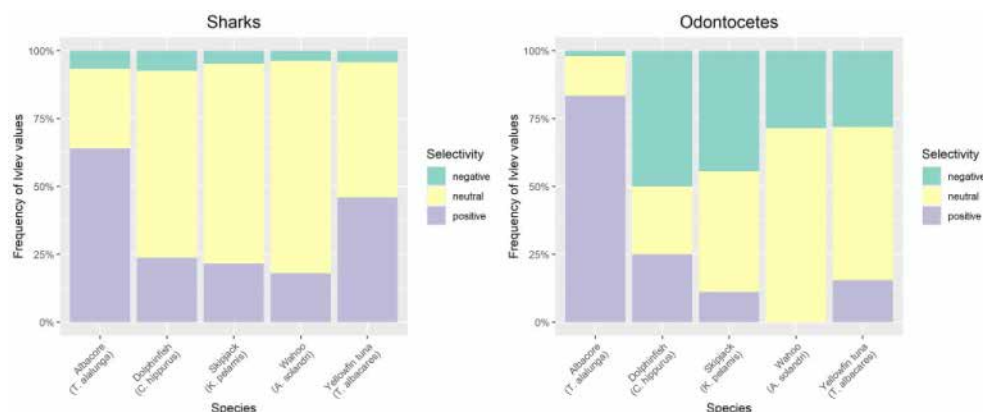 Sharks
Frequency of Ivlev values
100%
75%
50%
25%
0%
Albacore
(T. alalunga)
Dolphinfish
(C. hippurus)
Skipjack
(K. pelamis)
Wahoo
(A. solandri)
Yellowfin tuna
(T. albacares)
Species
Selectivity
negative
neutral
positive
Odontocetes
Frequency of Ivlev values
100%
75%
50%
25%
0%
Albacore
(T. alalunga)
Dolphinfish
(C. hippurus)
Skipjack
(K. pelamis)
Wahoo
(A. solandri)
Yellowfin tuna
(T. albacares)
Species
Selectivity
negative
neutral
positive